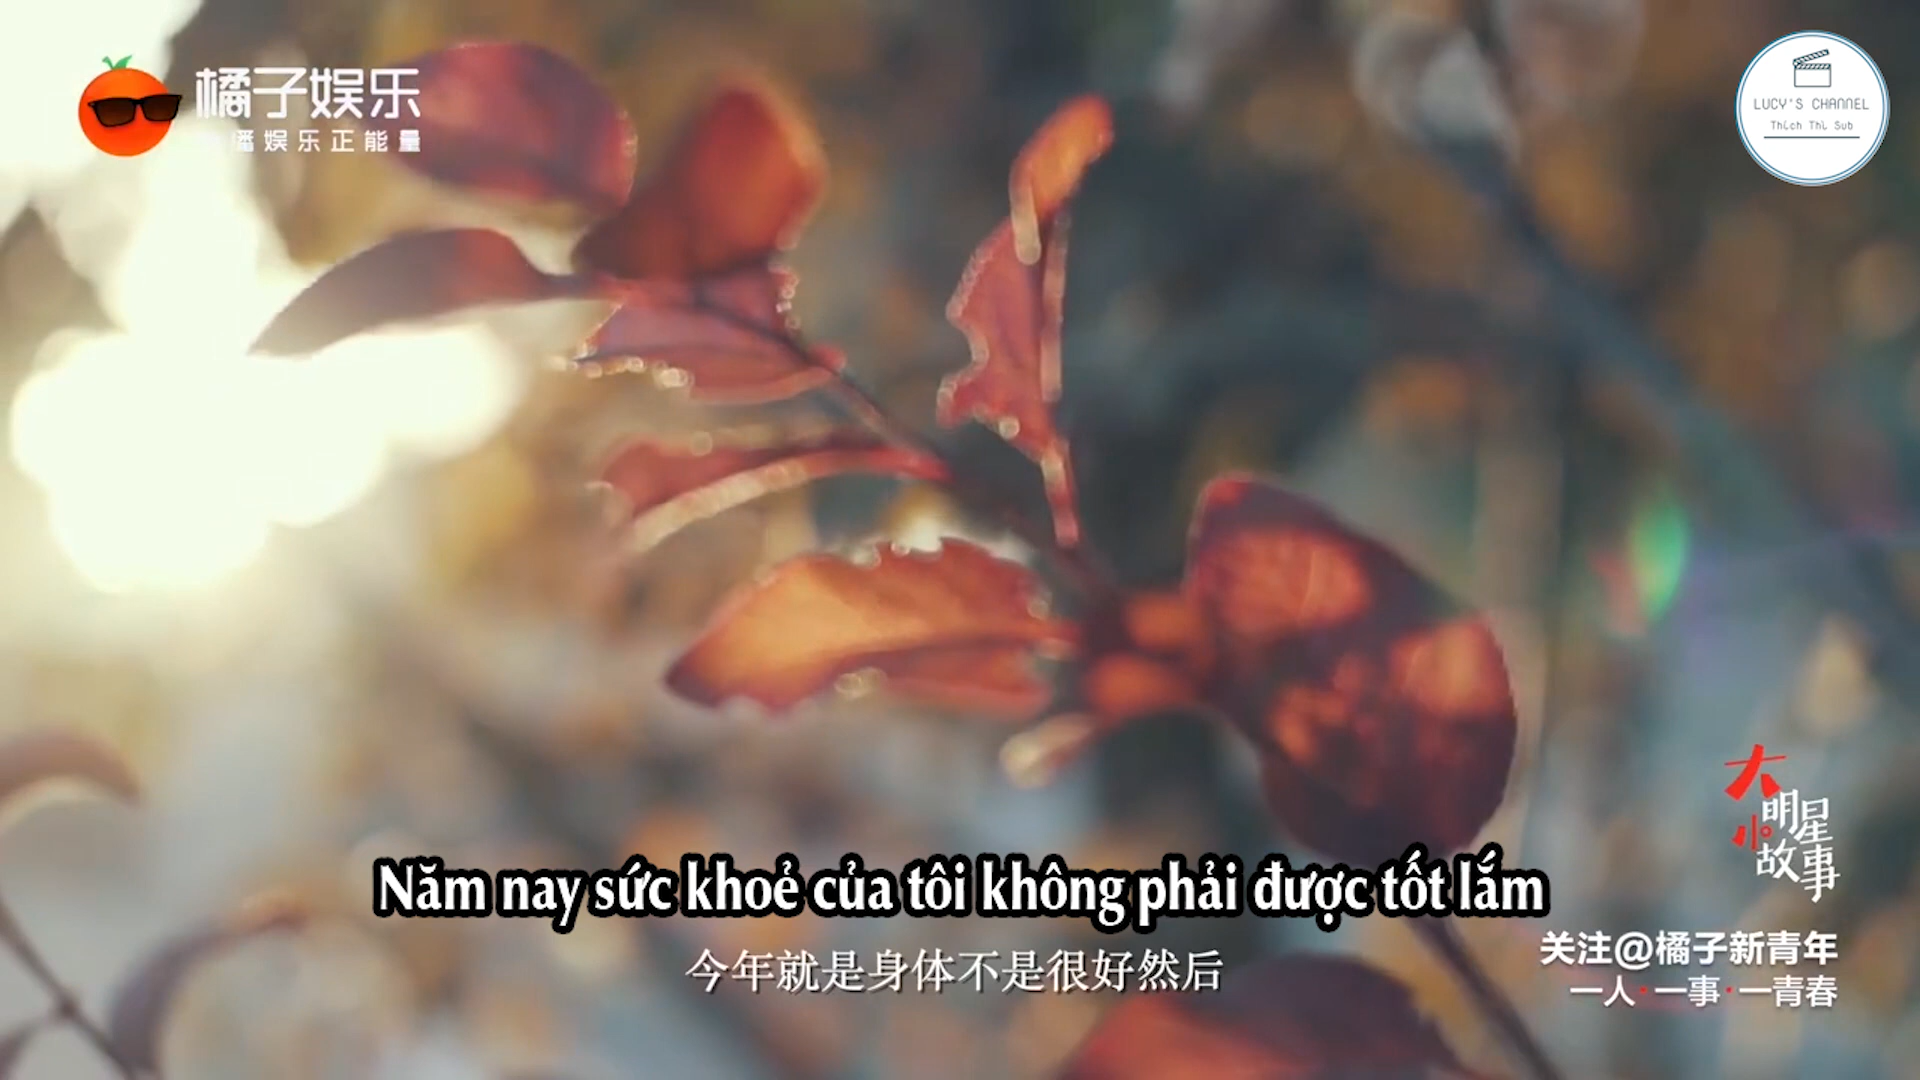 橘子娱乐
播娱乐正能量
LUCY'S CHANNEL
Thích Thì Sub
大明星
小故事
Năm nay sức khoẻ của tôi không phải được tốt lắm
今年就是身体不是很好然后
关注@橘子新青年
一人·一事·一青春